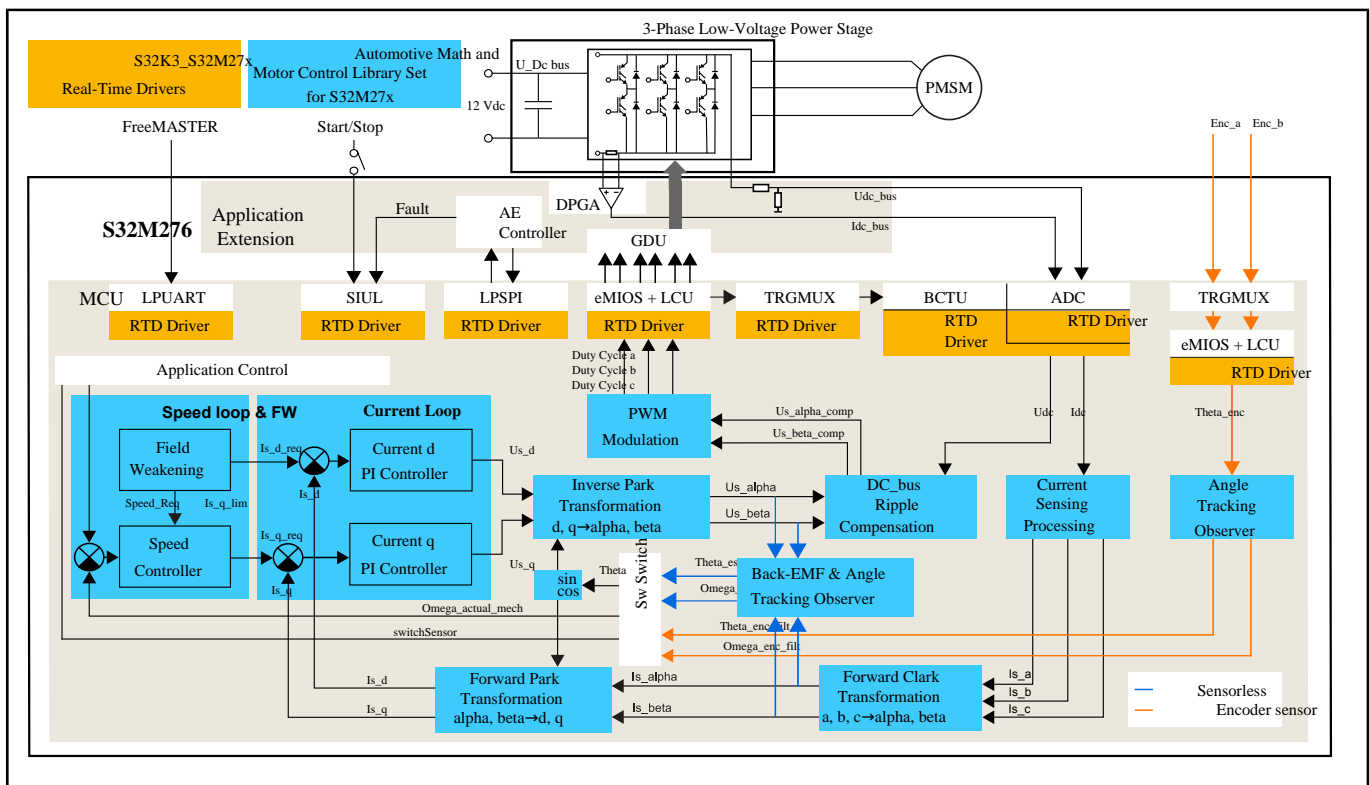 3-Phase Low-Voltage Power Stage
S32K3_S32M27x
Real-Time Drivers
Automotive Math and
Motor Control Library Set
for S32M27x
U_Dc bus
12 Vdc
PMSM
FreeMASTER
Start/Stop
Enc_a
Enc_b
S32M276
Application
Extension
Fault
AE
Controller
DPGA
GDU
Udc_bus
Idc_bus
MCU
LPUART
RTD Driver
SIUL
RTD Driver
LPSPI
RTD Driver
eMIOS + LCU
RTD Driver
TRGMUX
RTD Driver
BCTU
RTD
Driver
ADC
RTD Driver
TRGMUX
eMIOS + LCU
RTD Driver
Application Control
Duty Cycle a
Duty Cycle b
Duty Cycle c
Speed loop & FW
Current Loop
Field
Weakening
Is_d_req
Current d
PI Controller
Us_d
PWM
Modulation
Us_alpha_comp
Us_beta_comp
Udc
Idc
Theta_enc
Speed_Req
Is_q_lim
Is_d
Speed
Controller
Is_q_req
Is_q
Current q
PI Controller
Us_q
Inverse Park
Transformation
d, q→alpha, beta
Us_alpha
Us_beta
DC_bus
Ripple
Compensation
Current
Sensing
Processing
Angle
Tracking
Observer
sin
cos
Theta
Sw Switch
Theta_es
Omega_
Back-EMF & Angle
Tracking Observer
Omega_actual_mech
switchSensor
Theta_enc_filt
Omega_enc_filt
Is_d
Is_q
Forward Park
Transformation
alpha, beta→d, q
Is_alpha
Is_beta
Forward Clark
Transformation
a, b, c→alpha, beta
Is_a
Is_b
Is_c
Sensorless
Encoder sensor